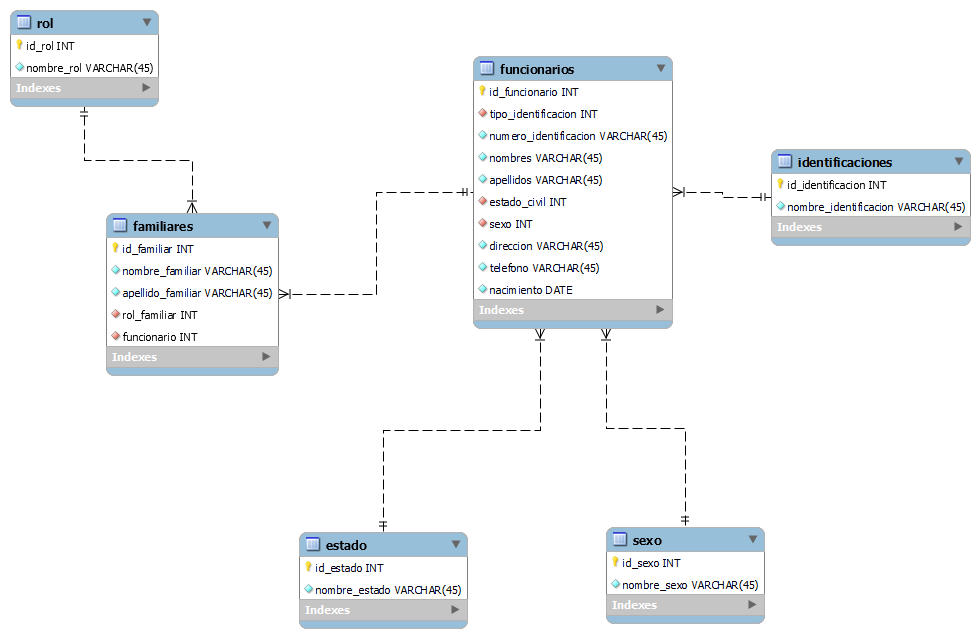 rol
id_rol INT
nombre_rol VARCHAR(45)
Indexes
funcionarios
id_funcionario INT
tipo_identificacion INT
numero_identificacion VARCHAR(45)
nombres VARCHAR(45)
apellidos VARCHAR(45)
estado_civil INT
sexo INT
direccion VARCHAR(45)
telefono VARCHAR(45)
nacimiento DATE
Indexes
identificaciones
id_identificacion INT
nombre_identificacion VARCHAR(45)
Indexes
familiares
id_familiar INT
nombre_familiar VARCHAR(45)
apellido_familiar VARCHAR(45)
rol_familiar INT
funcionario INT
Indexes
estado
id_estado INT
nombre_estado VARCHAR(45)
Indexes
sexo
id_sexo INT
nombre_sexo VARCHAR(45)
Indexes